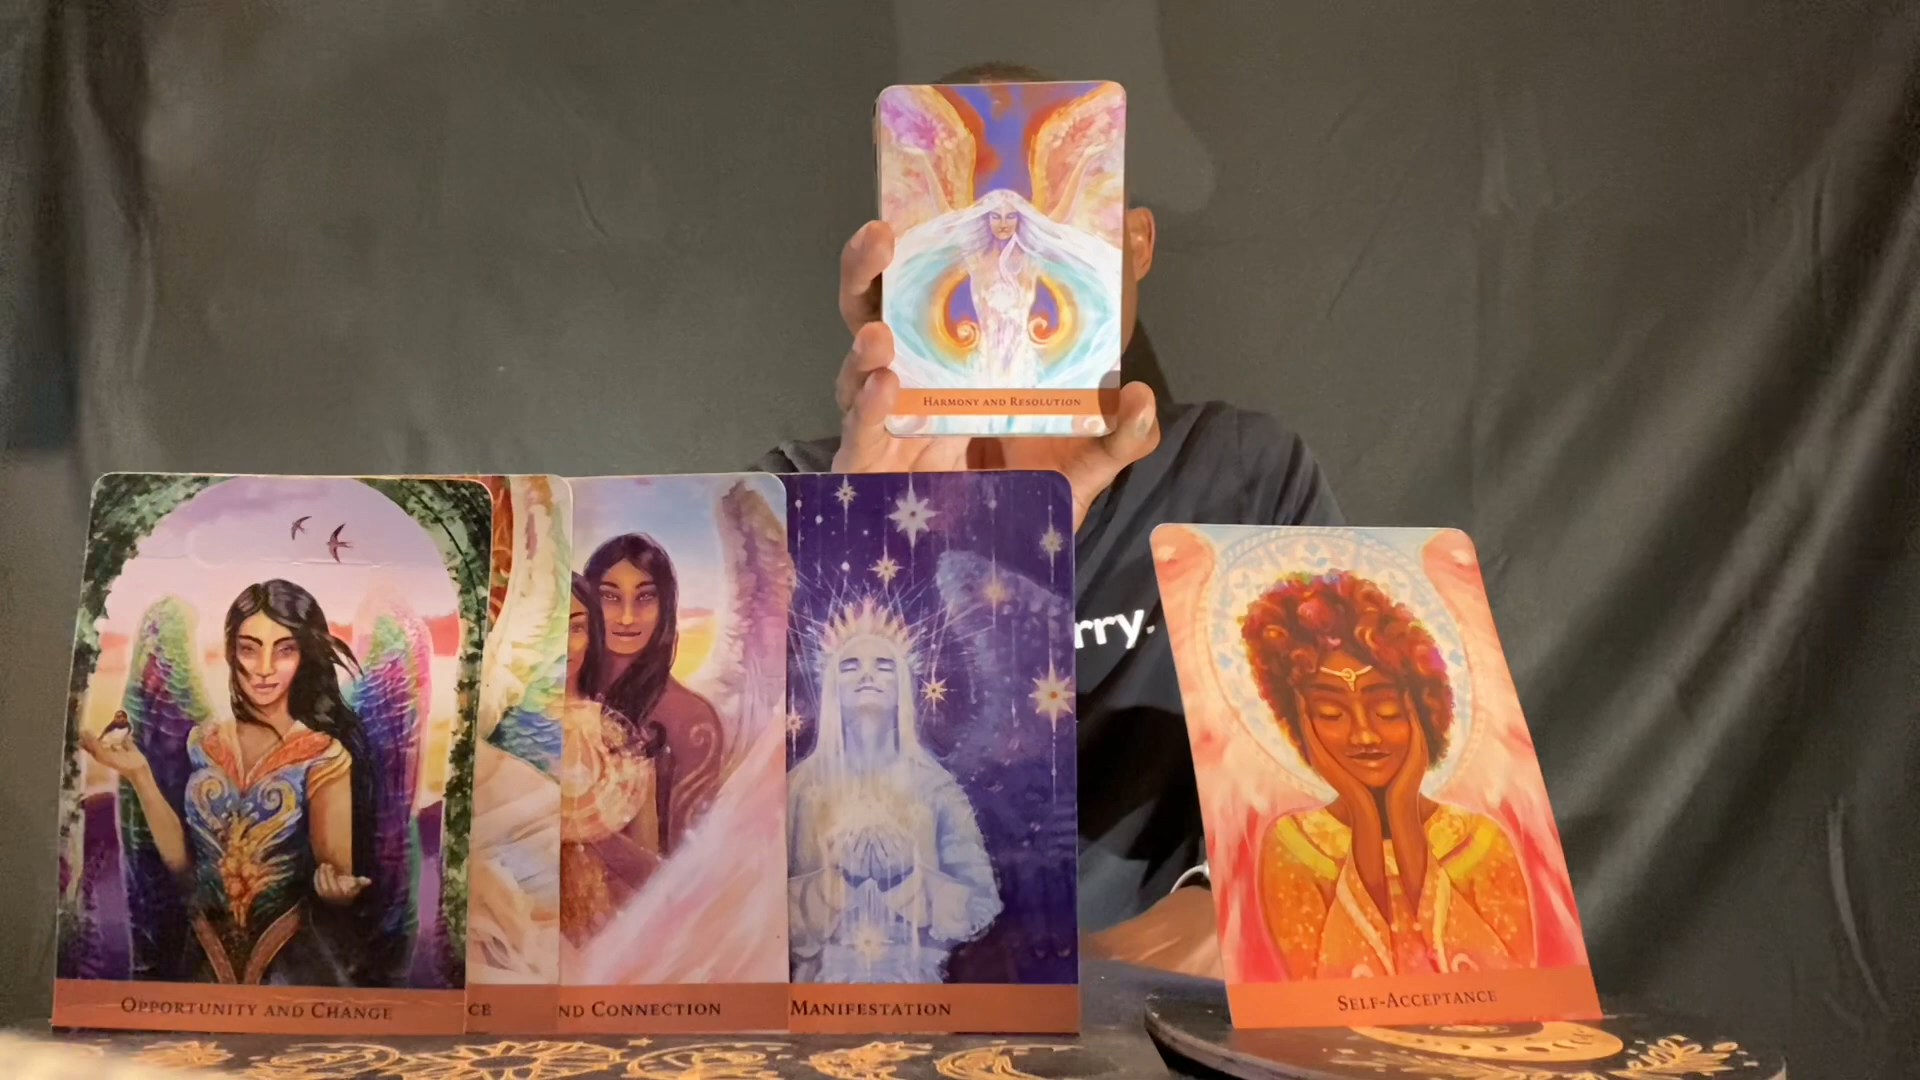 Harmony and Resolution
rry.
Opportunity and Change
ce
nd Connection
Manifestation
Self-Acceptance